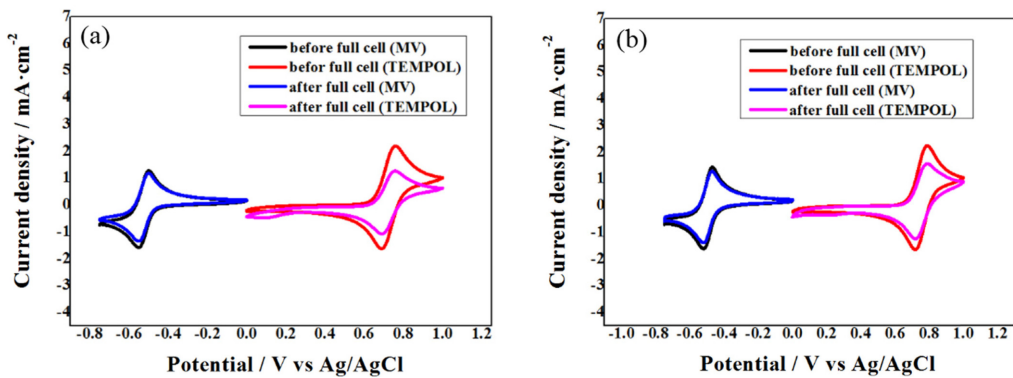 (a)
before full cell (MV)
befor full cell (TEMPOL)
after full cell (MV)
after full cell (TEMPOL)
Current density / mA·cm⁻²
7
6
5
4
3
2
1
0
-1
-2
-3
-4
-0.8 -0.6 -0.4 -0.2 0.0 0.2 0.4 0.6 0.8 1.0 1.2
Potential / V vs Ag/AgCl
(b)
before full cell (MV)
before full cell (TEMPOL)
after full cell (MV)
after full cell (TEMPOL)
Current density / mA·cm⁻²
7
6
5
4
3
2
1
0
-1
-2
-3
-4
-1.0 -0.8 -0.6 -0.4 -0.2 0.0 0.2 0.4 0.6 0.8 1.0 1.2
Potential / V vs Ag/AgCl